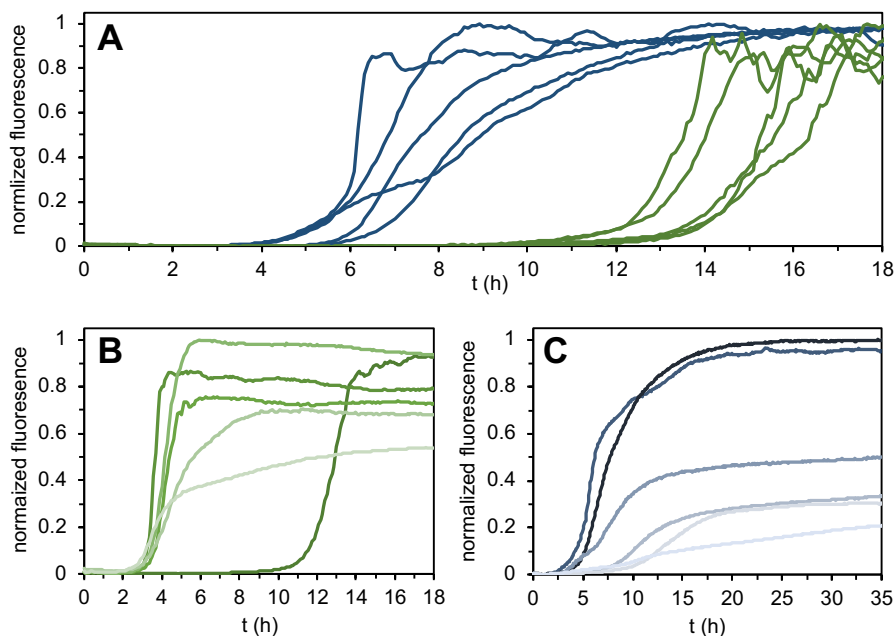 A
normlized fluorescence
1
0.8
0.6
0.4
0.2
0
0 2 4 6 8 10 12 14 16 18
t (h)
B
normaized fluoresence
1
0.8
0.6
0.4
0.2
0
0 2 4 6 8 10 12 14 16 18
t (h)
C
normalized fluorescence
1
0.8
0.6
0.4
0.2
0
0 5 10 15 20 25 30 35
t (h)